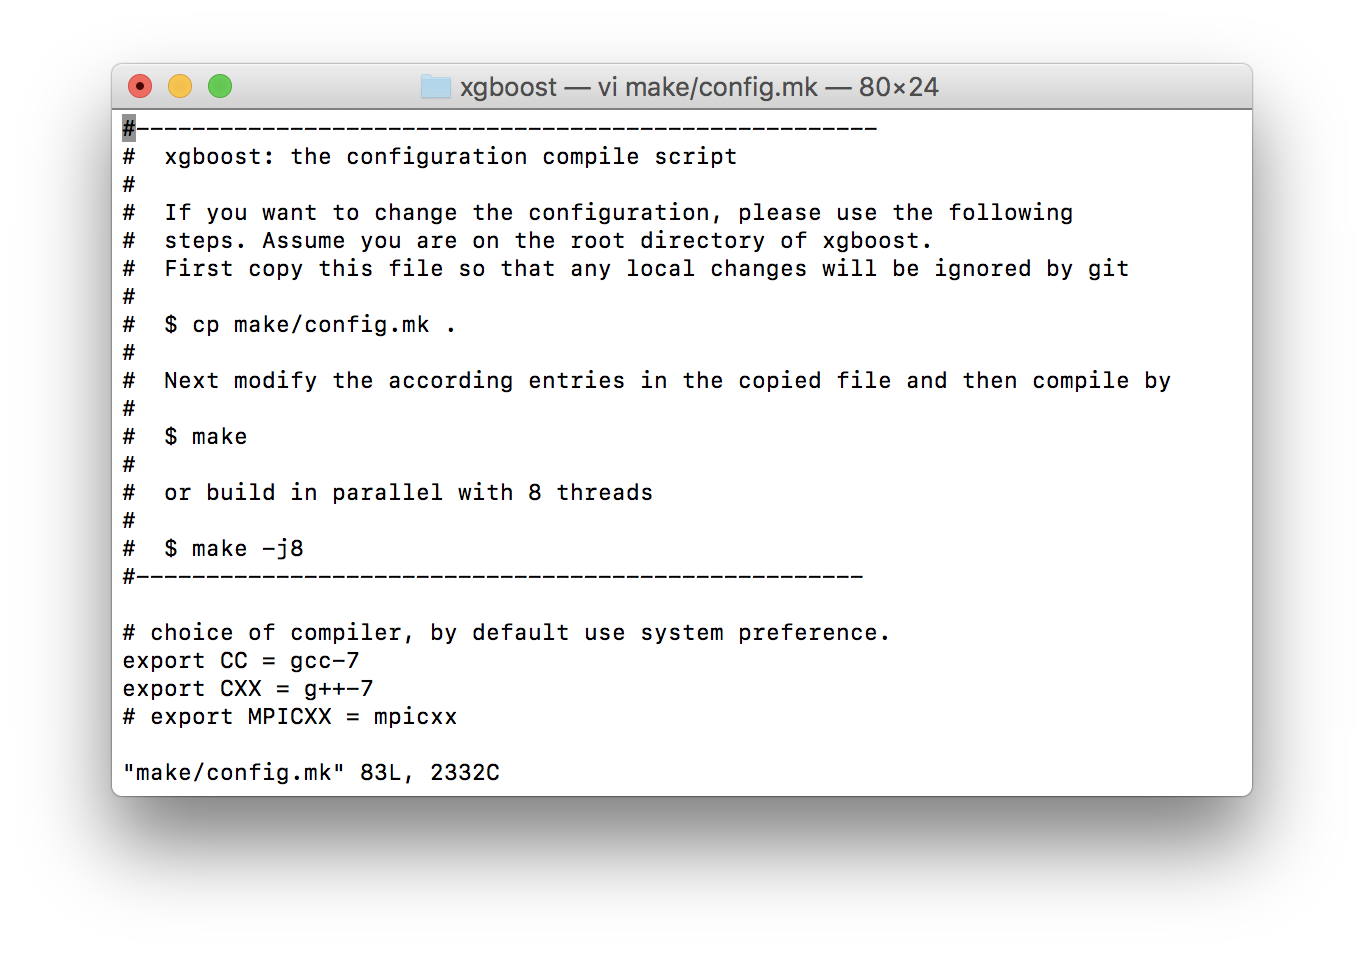 xgboost — vi make/config.mk — 80×24
#-----------------------------------------------------
#  xgboost: the configuration compile script
#
#  If you want to change the configuration, please use the following
#  steps. Assume you are on the root directory of xgboost.
#  First copy this file so that any local changes will be ignored by git
#
#  $ cp make/config.mk .
#
#  Next modify the according entries in the copied file and then compile by
#
#  $ make
#
#  or build in parallel with 8 threads
#
#  $ make -j8
#----------------------------------------------------
# choice of compiler, by default use system preference.
export CC = gcc-7
export CXX = g++-7
# export MPICXX = mpicxx
"make/config.mk" 83L, 2332C